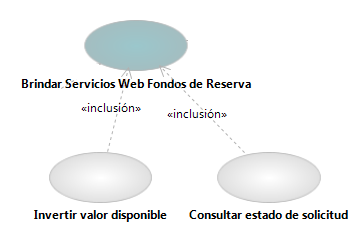 Brindar Servicios Web Fondos de Reserva
«inclusión»
«inclusión»
Invertir valor disponible
Consultar estado de solicitud